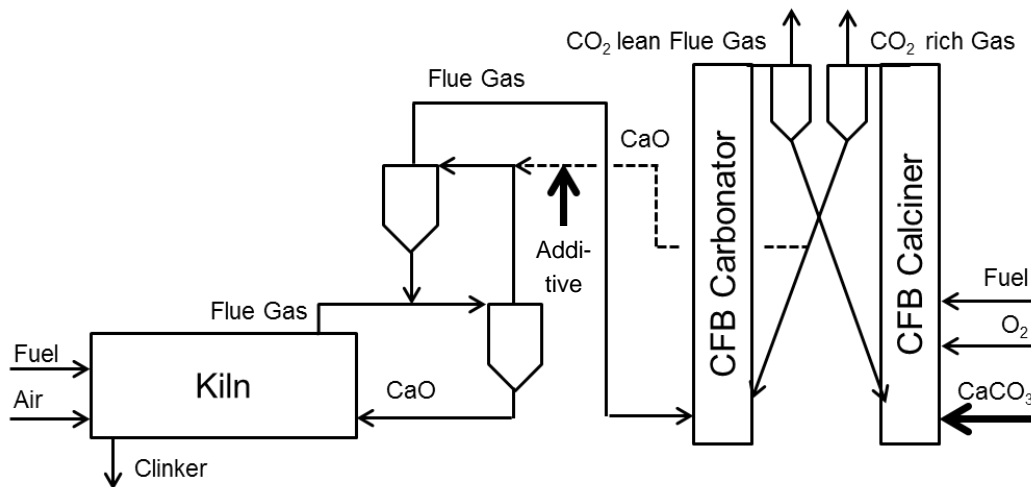 CO₂ lean Flue Gas
CO₂ rich Gas
Flue Gas
CaO
Addi-
tive
CFB Carbonator
CFB Calciner
Fuel
O₂
CaCO₃
Flue Gas
Fuel
Air
Kiln
CaO
Clinker